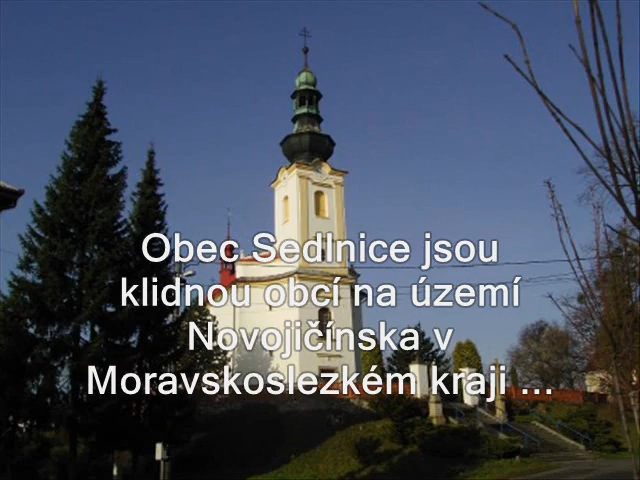 Obec Sedlnice jsou
klidnou obcí na území
Novojičínska v
Moravskoslezkém kraji ...